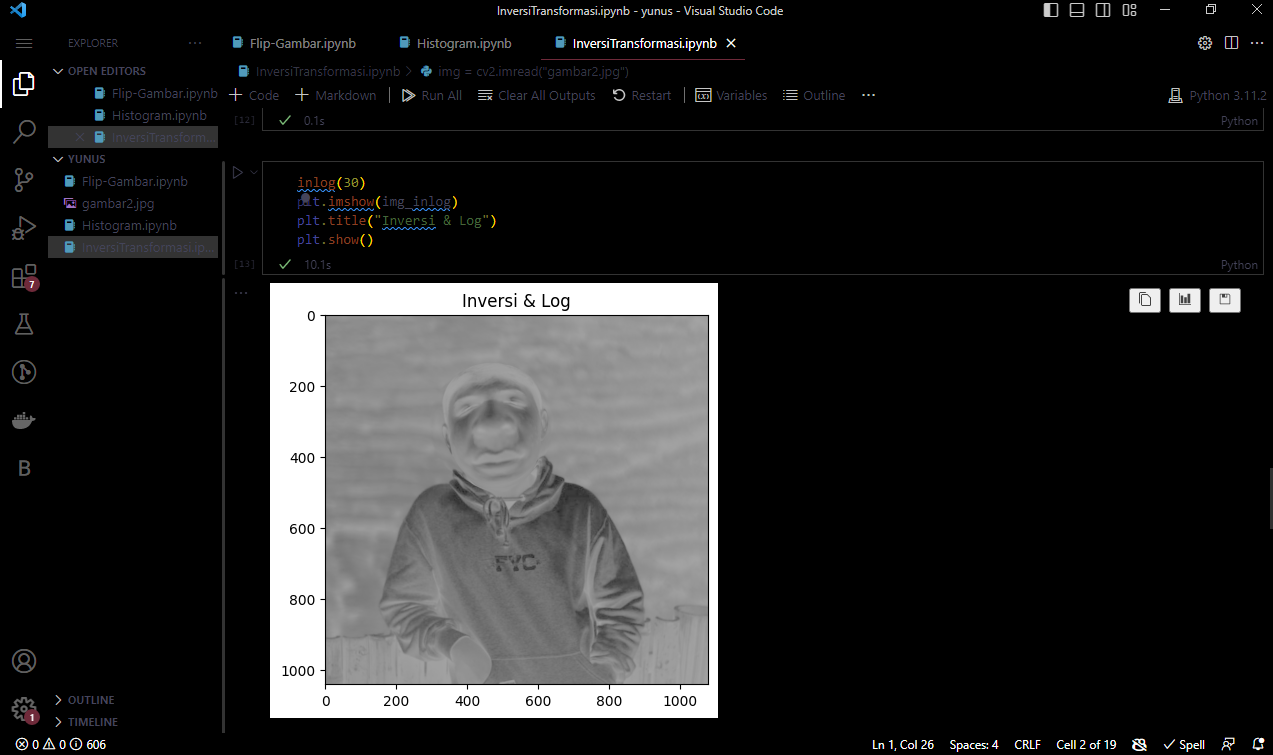 InversiTransformasi.ipynb - yunus - Visual Studio Code
EXPLORER
Flip-Gambar.ipynb
Histogram.ipynb
InversiTransformasi.ipynb
OPEN EDITORS
Flip-Gambar.ipynb
Histogram.ipynb
InversiTransform...
YUNUS
Flip-Gambar.ipynb
gambar2.jpg
Histogram.ipynb
InversiTransformasi.ip...
OUTLINE
TIMELINE
7
B
1
InversiTransformasi.ipynb > img = cv2.imread("gambar2.jpg")
+ Code + Markdown | Run All Clear All Outputs Restart | Variables Outline ...
Python 3.11.2
[12] 0.1s Python
inlog(30)
plt.imshow(img_inlog)
plt.title("Inversi & Log")
plt.show()
[13] 10.1s Python
Inversi & Log
0
200
400
600
800
1000
FYC
0 200 400 600 800 1000
0 0 606
Ln 1, Col 26 Spaces: 4 CRLF Cell 2 of 19 Spell